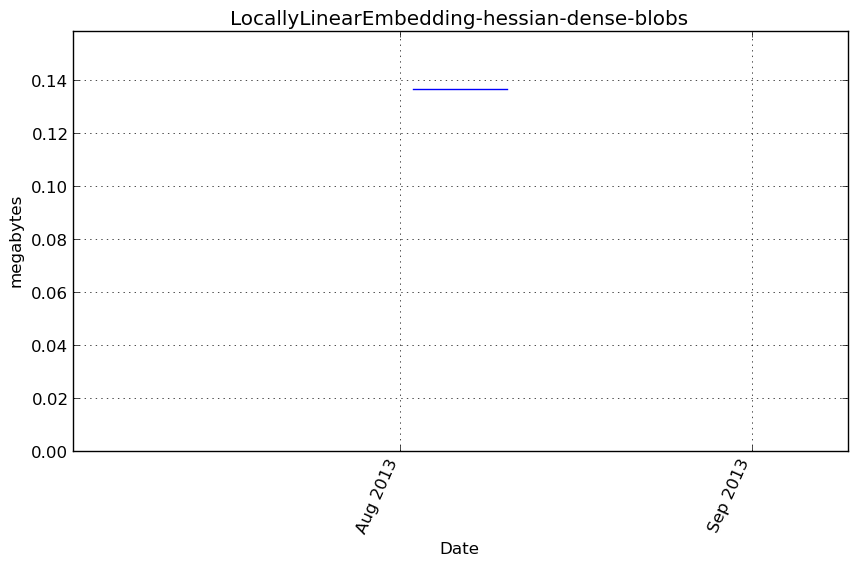 LocallyLinearEmbedding-hessian-dense-blobs
0.14
0.12
0.10
0.08
0.06
0.04
0.02
0.00
megabytes
Aug 2013
Sep 2013
Date